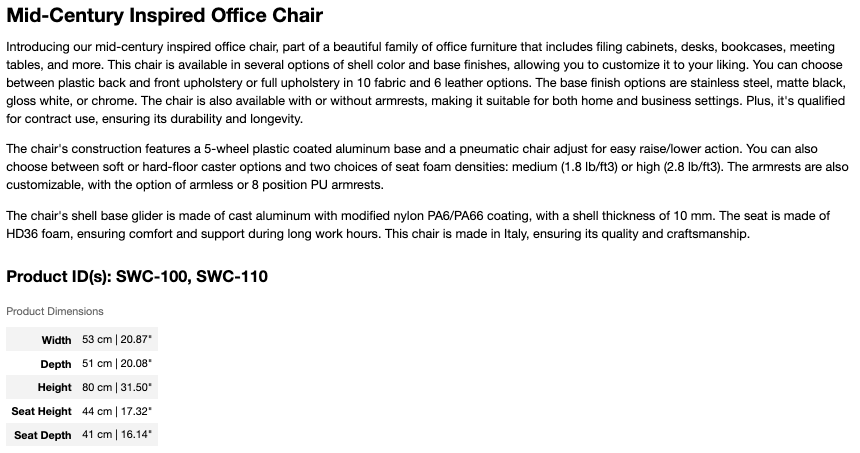 Mid-Century Inspired Office Chair
Introducing our mid-century inspired office chair, part of a beautiful family of office furniture that includes filing cabinets, desks, bookcases, meeting
tables, and more. This chair is available in several options of shell color and base finishes, allowing you to customize it to your liking. You can choose
between plastic back and front upholstery or full upholstery in 10 fabric and 6 leather options. The base finish options are stainless steel, matte black,
gloss white, or chrome. The chair is also available with or without armrests, making it suitable for both home and business settings. Plus, it's qualified
for contract use, ensuring its durability and longevity.
The chair's construction features a 5-wheel plastic coated aluminum base and a pneumatic chair adjust for easy raise/lower action. You can also
choose between soft or hard-floor caster options and two choices of seat foam densities: medium (1.8 lb/ft3) or high (2.8 lb/ft3). The armrests are also
customizable, with the option of armless or 8 position PU armrests.
The chair's shell base glider is made of cast aluminum with modified nylon PA6/PA66 coating, with a shell thickness of 10 mm. The seat is made of
HD36 foam, ensuring comfort and support during long work hours. This chair is made in Italy, ensuring its quality and craftsmanship.
Product ID(s): SWC-100, SWC-110
Product Dimensions
Width 53 cm | 20.87"
Depth 51 cm | 20.08"
Height 80 cm | 31.50"
Seat Height 44 cm | 17.32"
Seat Depth 41 cm | 16.14"